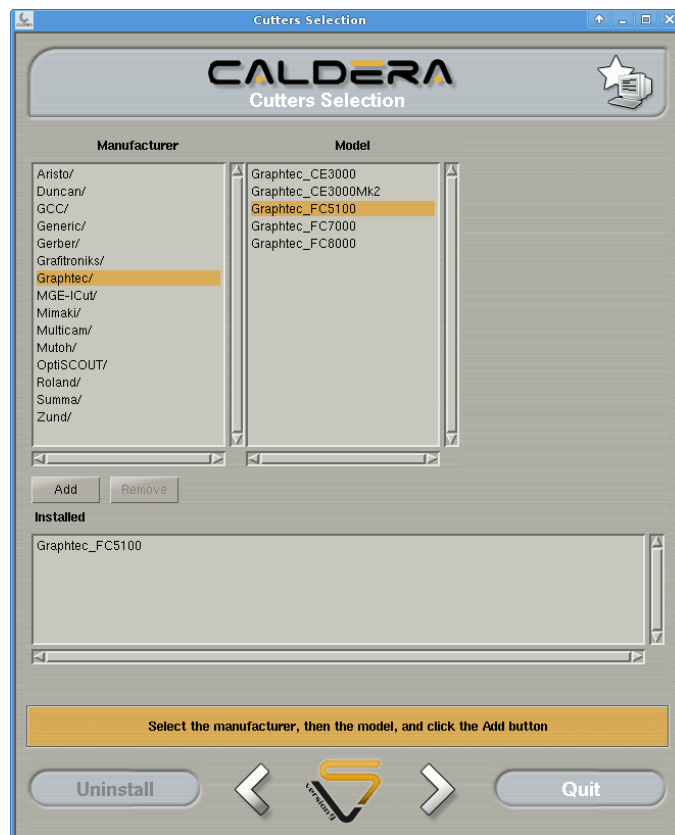 Cutters Selection
CALDERA
Cutters Selection
Manufacturer
Model
Aristo/
Duncan/
GCC/
Generic/
Gerber/
Grafitroniks/
Graphtec/
MGE-ICut/
Mimaki/
Multicam/
Mutoh/
OptiSCOUT/
Roland/
Summa/
Zund/
Graphtec_CE3000
Graphtec_CE3000Mk2
Graphtec_FC5100
Graphtec_FC7000
Graphtec_FC8000
Add
Remove
Installed
Graphtec_FC5100
Select the manufacturer, then the model, and click the Add button
Uninstall
version9
Quit